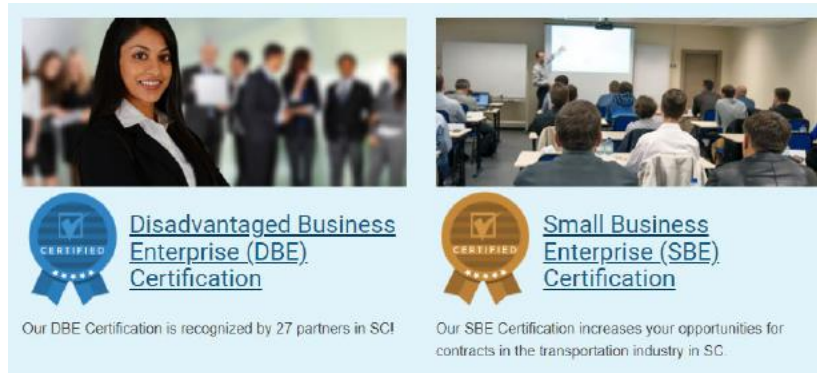 CERTIFIED
Disadvantaged Business
Enterprise (DBE)
Certification
Our DBE Certification is recognized by 27 partners in SC!
CERTIFIED
Small Business
Enterprise (SBE)
Certification
Our SBE Certification increases your opportunities for
contracts in the transportation industry in SC.